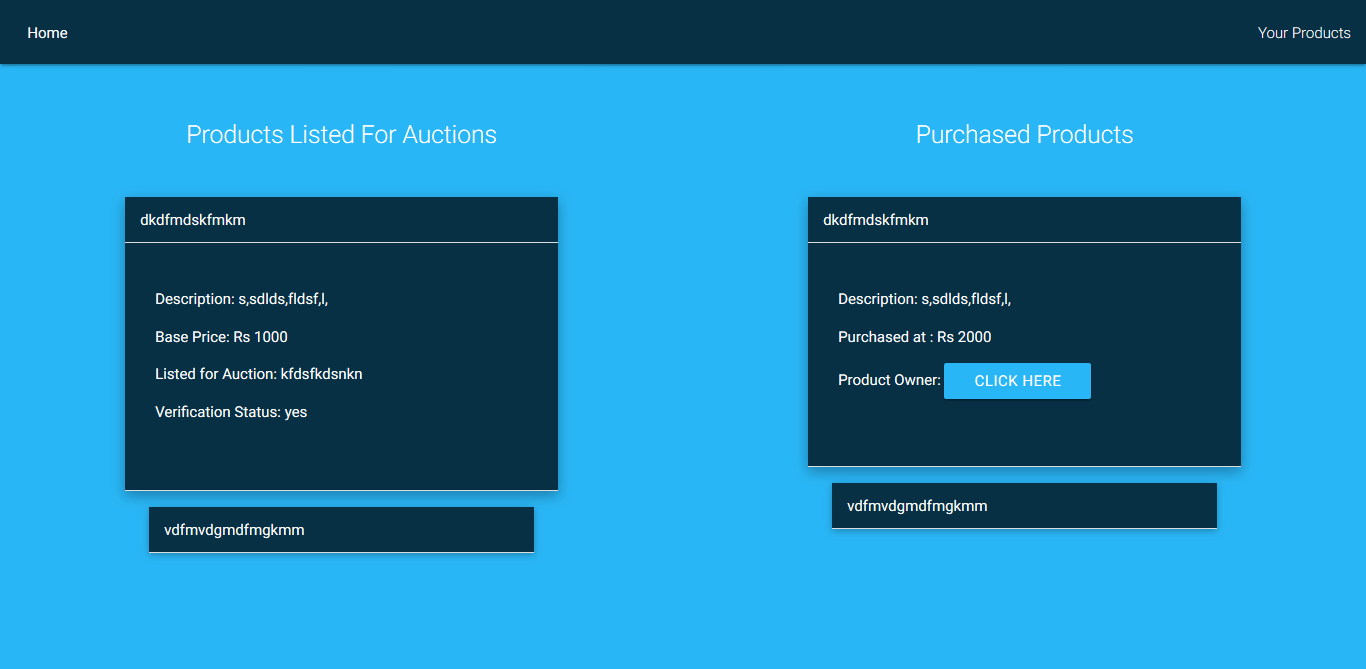 Home
Your Products
Products Listed For Auctions
dkdfmdskfmkm
Description: s,sdlds,fldsf,l,
Base Price: Rs 1000
Listed for Auction: kfdsfkdsnkn
Verification Status: yes
vdfmvdgmdfmgkmm
Purchased Products
dkdfmdskfmkm
Description: s,sdlds,fldsf,l,
Purchased at : Rs 2000
Product Owner: CLICK HERE
vdfmvdgmdfmgkmm